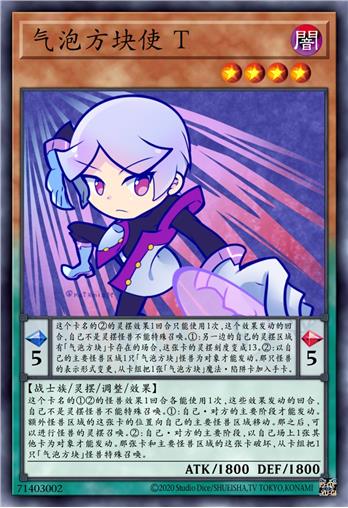 气泡方块使 T
闇
@
这个卡名的②的灵摆效果1回合只能使用1次,这个效果发动的回
合,自己不是灵摆怪兽不能特殊召唤。①:另一边的自己的灵摆区域
有「气泡方块」卡存在的场合,这张卡的灵摆刻度变成13。②:以自
己的主要怪兽区域1只「气泡方块」怪兽为对象才能发动。那只怪兽
的表示形式变更,从卡组把1张「气泡方块」魔法·陷阱卡加入手卡。
5
5
【战士族/灵摆/调整/效果】
这个卡名的①②的怪兽效果1回合各能使用1次,这些效果发动的回
合,自己不是灵摆怪兽不能特殊召唤。①:自己·对方的主要阶段才能发动。
额外怪兽区域的这张卡的位置向自己的主要怪兽区域移动。那之后,可
以进行怪兽的灵摆召唤。②:自己·对方的主要阶段,以自己场上1张其
他卡为对象才能发动。那张卡和主要怪兽区域的这张卡破坏,从卡组把1
只「气泡方块」怪兽特殊召唤。
ATK/1800 DEF/1800
71403002
©2020 Studio Dice/SHUEISHA,TV TOKYO,KONAMI